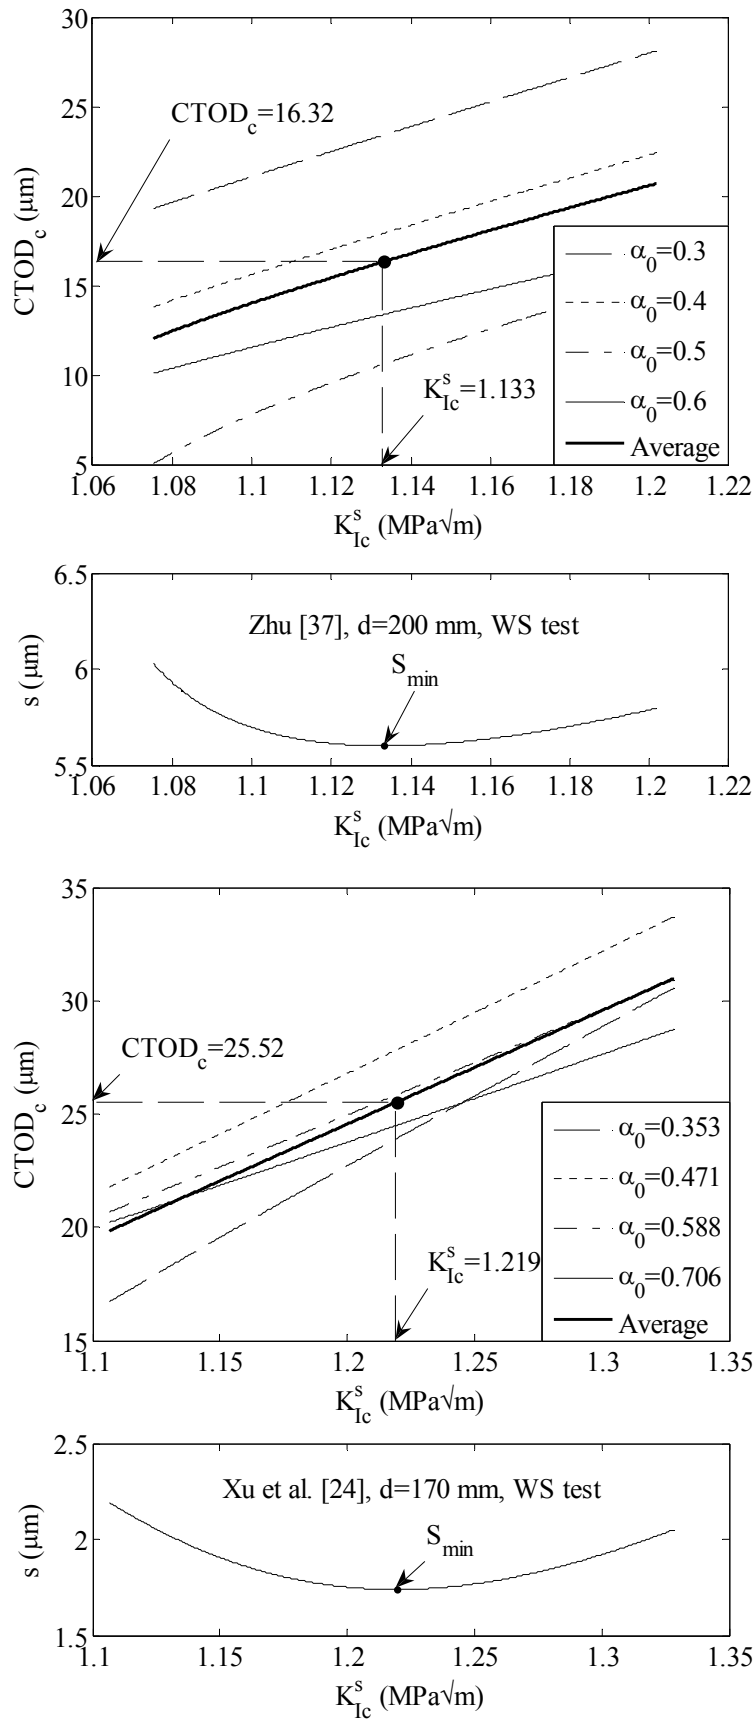 30
25
20
15
10
5
CTOD_c (μm)
CTOD_c=16.32
K_Ic^s=1.133
α_0=0.3
α_0=0.4
α_0=0.5
α_0=0.6
Average
1.06 1.08 1.1 1.12 1.14 1.16 1.18 1.2 1.22
K_Ic^s (MPa√m)
6.5
6
5.5
s (μm)
Zhu [37], d=200 mm, WS test
S_min
1.06 1.08 1.1 1.12 1.14 1.16 1.18 1.2 1.22
K_Ic^s (MPa√m)
35
30
25
20
15
CTOD_c (μm)
CTOD_c=25.52
K_Ic^s=1.219
α_0=0.353
α_0=0.471
α_0=0.588
α_0=0.706
Average
1.1 1.15 1.2 1.25 1.3 1.35
K_Ic^s (MPa√m)
2.5
2
1.5
s (μm)
Xu et al. [24], d=170 mm, WS test
S_min
1.1 1.15 1.2 1.25 1.3 1.35
K_Ic^s (MPa√m)